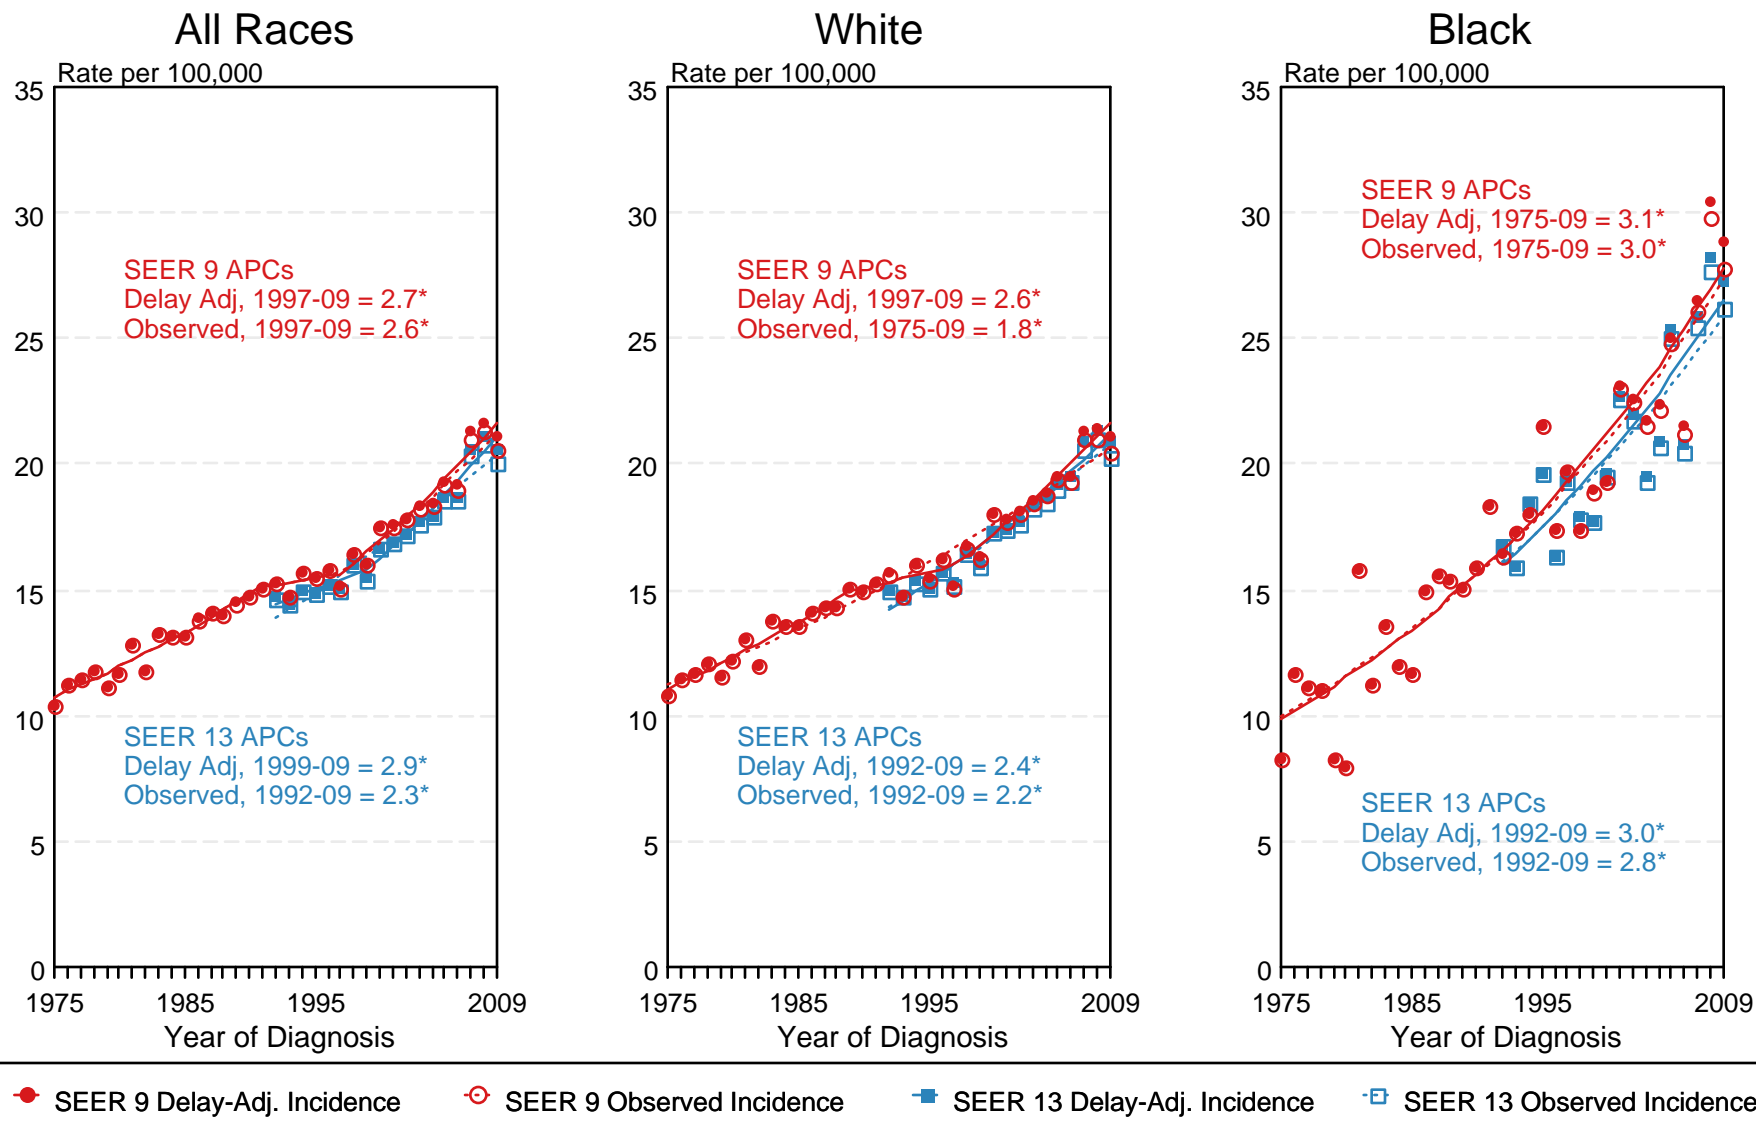 All Races
Rate per 100,000
35
30
25
20
15
10
5
0
SEER 9 APCs
Delay Adj, 1997-09 = 2.7*
Observed, 1997-09 = 2.6*
SEER 13 APCs
Delay Adj, 1999-09 = 2.9*
Observed, 1992-09 = 2.3*
1975 1985 1995 2009
Year of Diagnosis
White
Rate per 100,000
35
30
25
20
15
10
5
0
SEER 9 APCs
Delay Adj, 1997-09 = 2.6*
Observed, 1975-09 = 1.8*
SEER 13 APCs
Delay Adj, 1992-09 = 2.4*
Observed, 1992-09 = 2.2*
1975 1985 1995 2009
Year of Diagnosis
Black
Rate per 100,000
35
30
25
20
15
10
5
0
SEER 9 APCs
Delay Adj, 1975-09 = 3.1*
Observed, 1975-09 = 3.0*
SEER 13 APCs
Delay Adj, 1992-09 = 3.0*
Observed, 1992-09 = 2.8*
1975 1985 1995 2009
Year of Diagnosis
SEER 9 Delay-Adj. Incidence SEER 9 Observed Incidence SEER 13 Delay-Adj. Incidence SEER 13 Observed Incidence